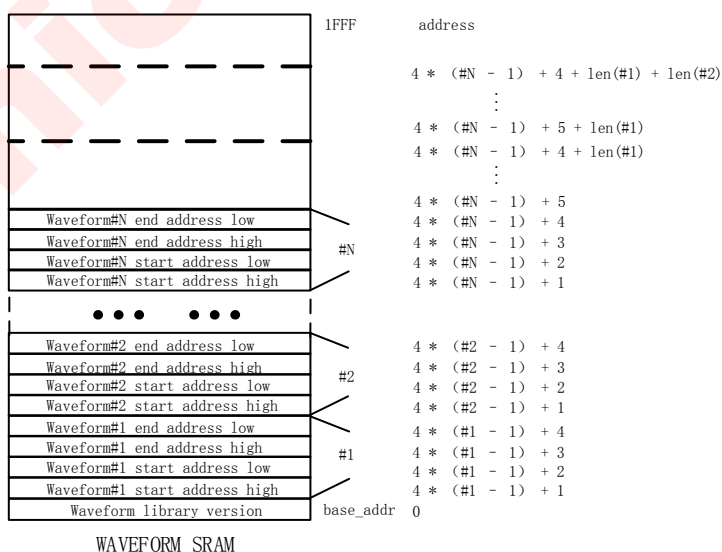 1FFF address
4 * (#N - 1) + 4 + len(#1) + len(#2)
⋮
4 * (#N - 1) + 5 + len(#1)
4 * (#N - 1) + 4 + len(#1)
⋮
4 * (#N - 1) + 5
Waveform#N end address low 4 * (#N - 1) + 4
Waveform#N end address high 4 * (#N - 1) + 3
#N
Waveform#N start address low 4 * (#N - 1) + 2
Waveform#N start address high 4 * (#N - 1) + 1
••• •••
Waveform#2 end address low 4 * (#2 - 1) + 4
Waveform#2 end address high 4 * (#2 - 1) + 3
#2
Waveform#2 start address low 4 * (#2 - 1) + 2
Waveform#2 start address high 4 * (#2 - 1) + 1
Waveform#1 end address low 4 * (#1 - 1) + 4
Waveform#1 end address high 4 * (#1 - 1) + 3
#1
Waveform#1 start address low 4 * (#1 - 1) + 2
Waveform#1 start address high 4 * (#1 - 1) + 1
Waveform library version base_addr 0
WAVEFORM SRAM